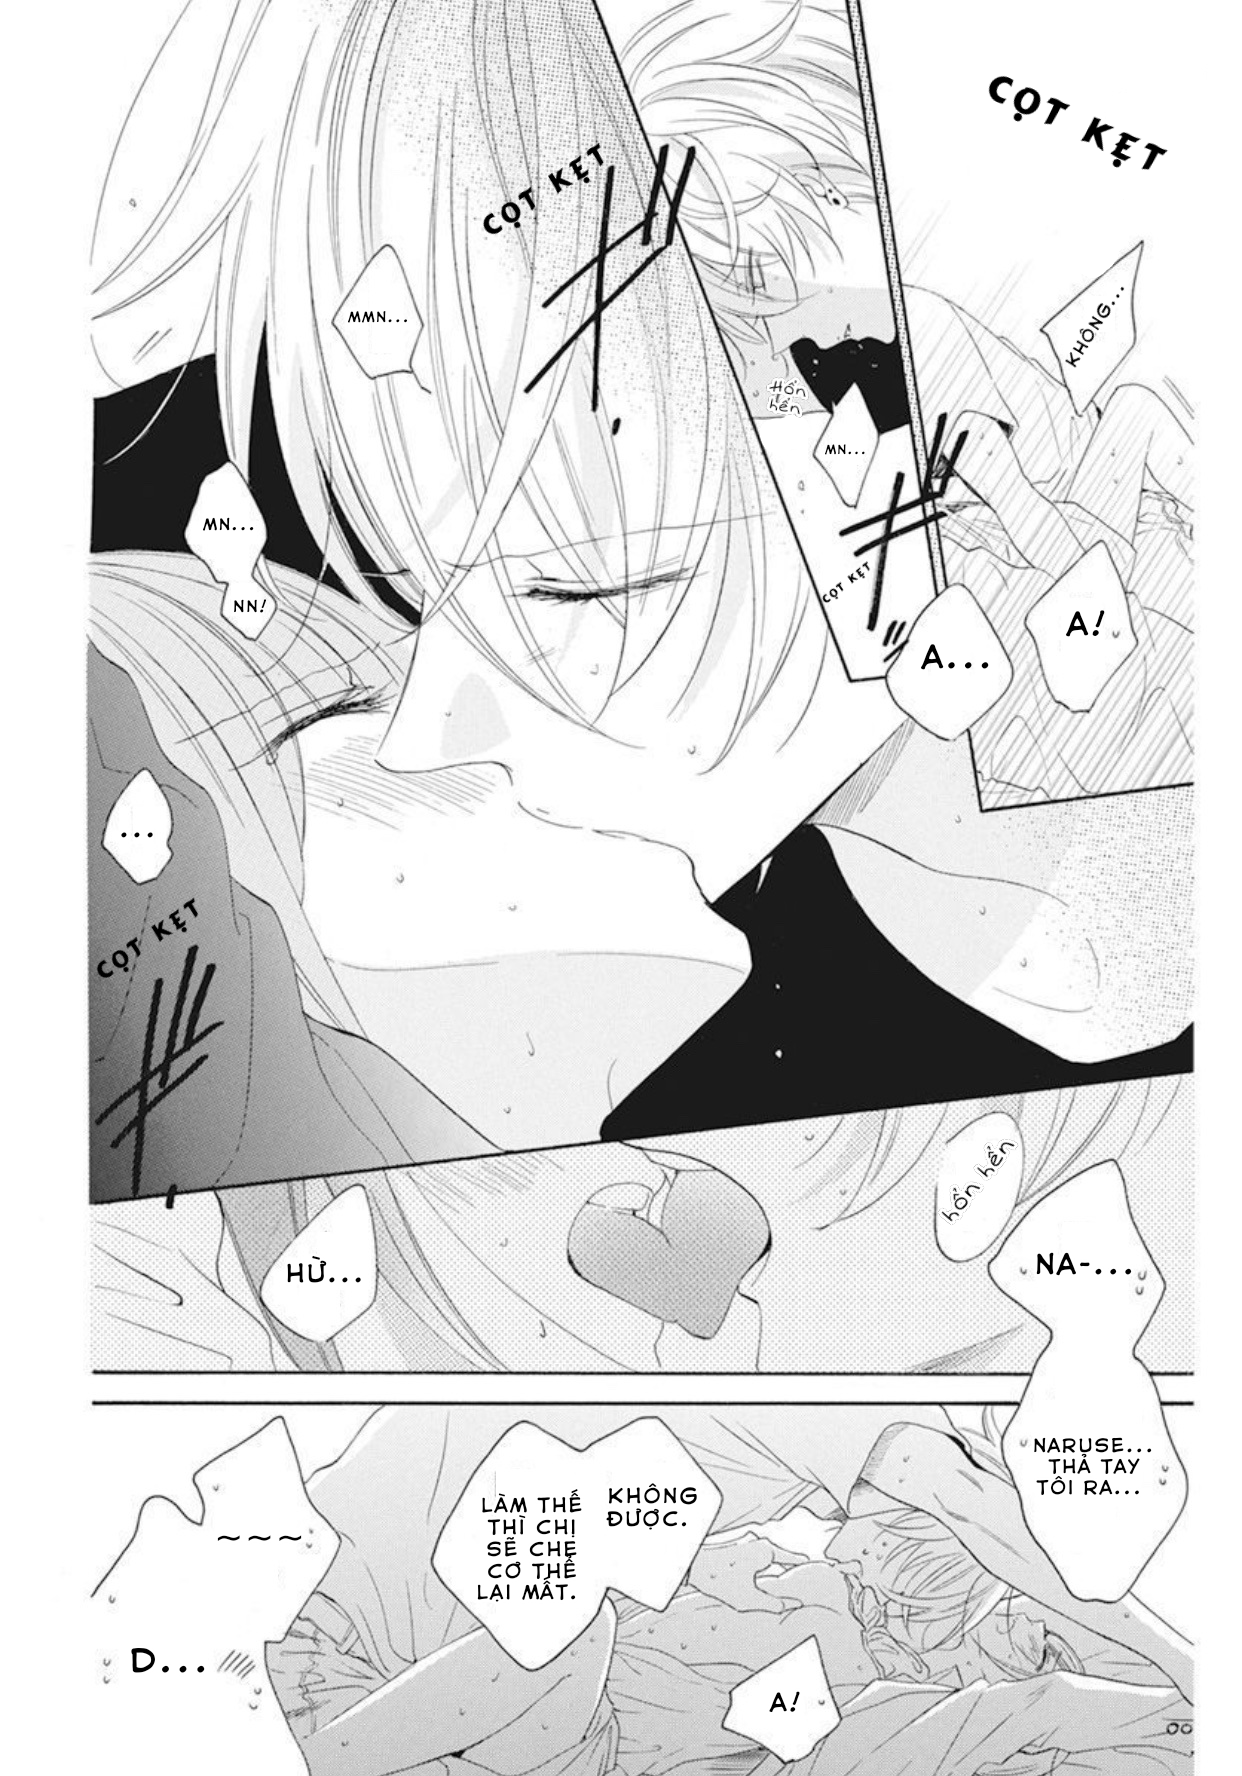 CỌT KẸT
KHÔNG...
A!
A...
Hổn
hển
MN...
CỌT KẸT
CỌT KẸT
MMN...
MN...
NN!
...
CỌT KẸT
hổn hển
NA-...
HỪ...
NARUSE...
THẢ TAY
TÔI RA...
KHÔNG
ĐƯỢC.
LÀM THẾ
THÌ CHỊ
SẼ CHE
CƠ THỂ
LẠI MẤT.
A!
~~~
D...